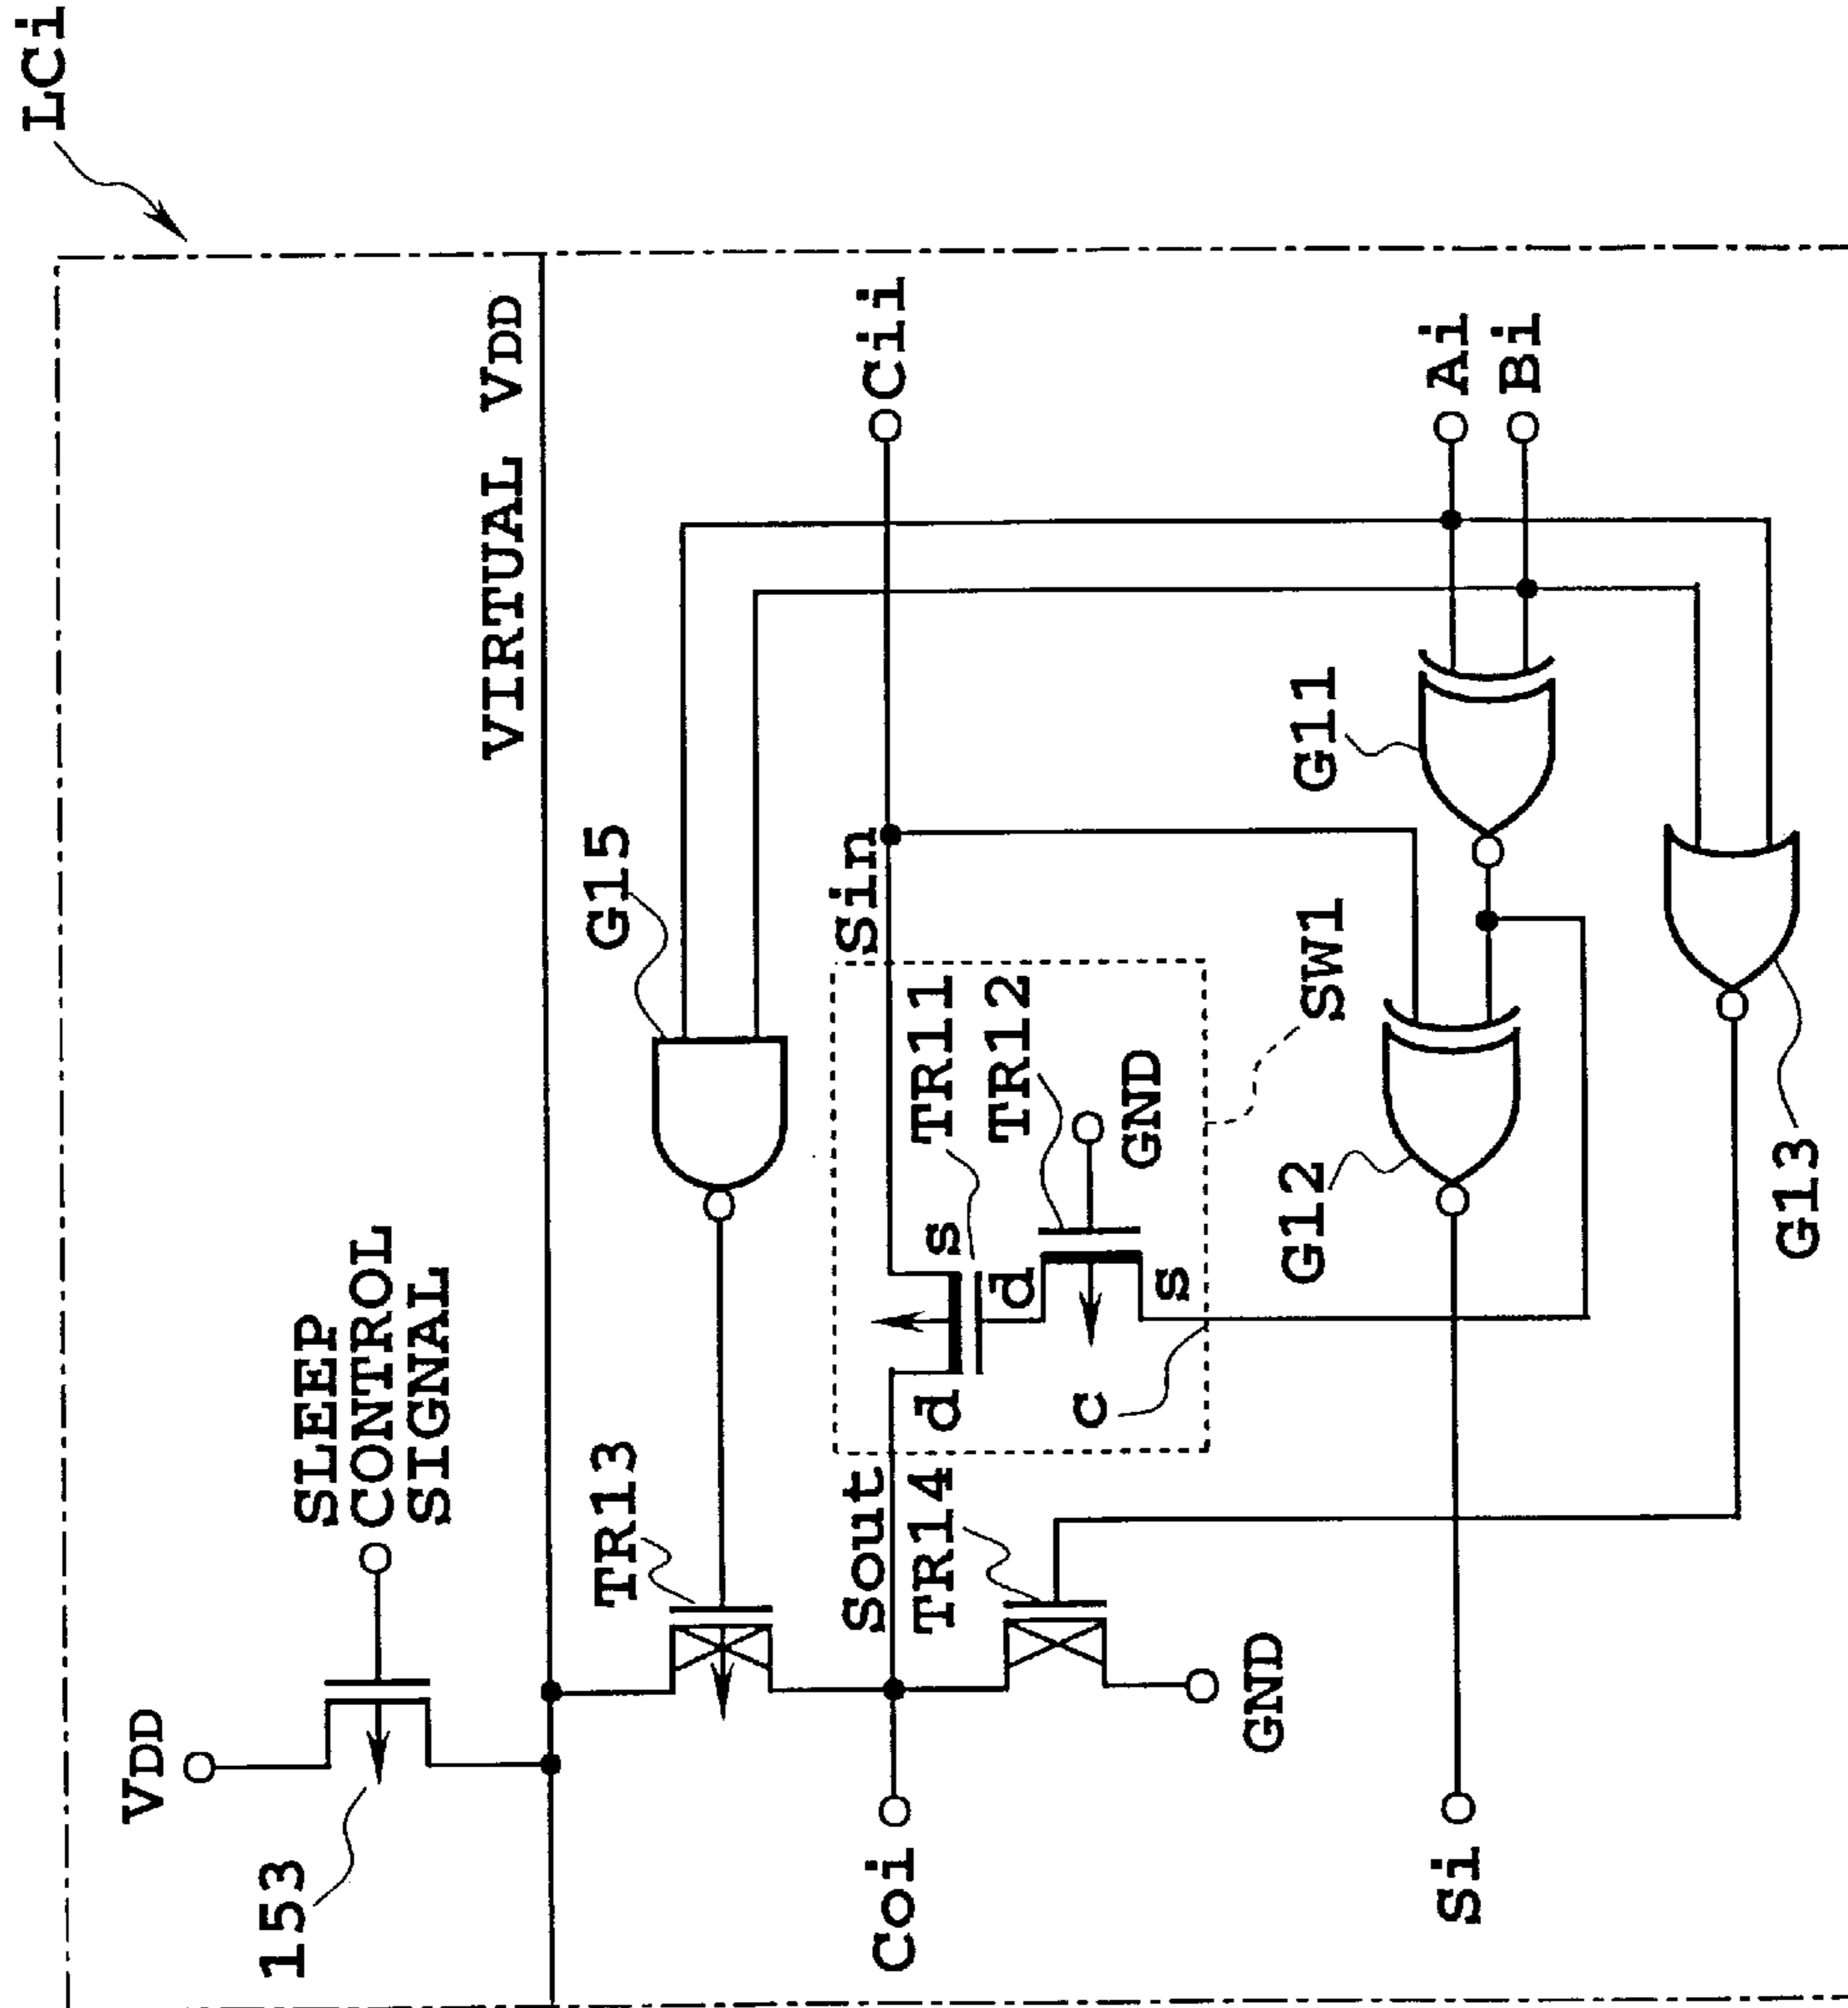 LCi
VDD
153
SLEEP
CONTROL
SIGNAL
VIRTUAL VDD
TR13
G15
Coi
Sout
TR14
Sin
Cii
d
s
TR11
TR12
d
s
GND
c
SW1
GND
G11
G12
Ai
Bi
Si
G13